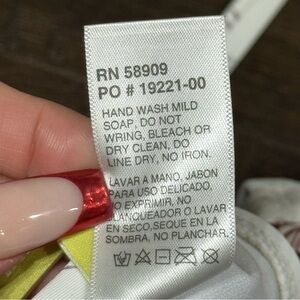 RN 58909
PO # 19221-00
HAND WASH MILD
SOAP, DO NOT
WRING, BLEACH OR
DRY CLEAN, DO
LINE DRY, NO IRON.
LAVAR A MANO, JABON
PARA USO DELICADO,
NO EXPRIMIR, NO
BLANQUEADOR O LAVAR
EN SECO,SEQUE EN LA
SOMBRA, NO PLANCHAR.